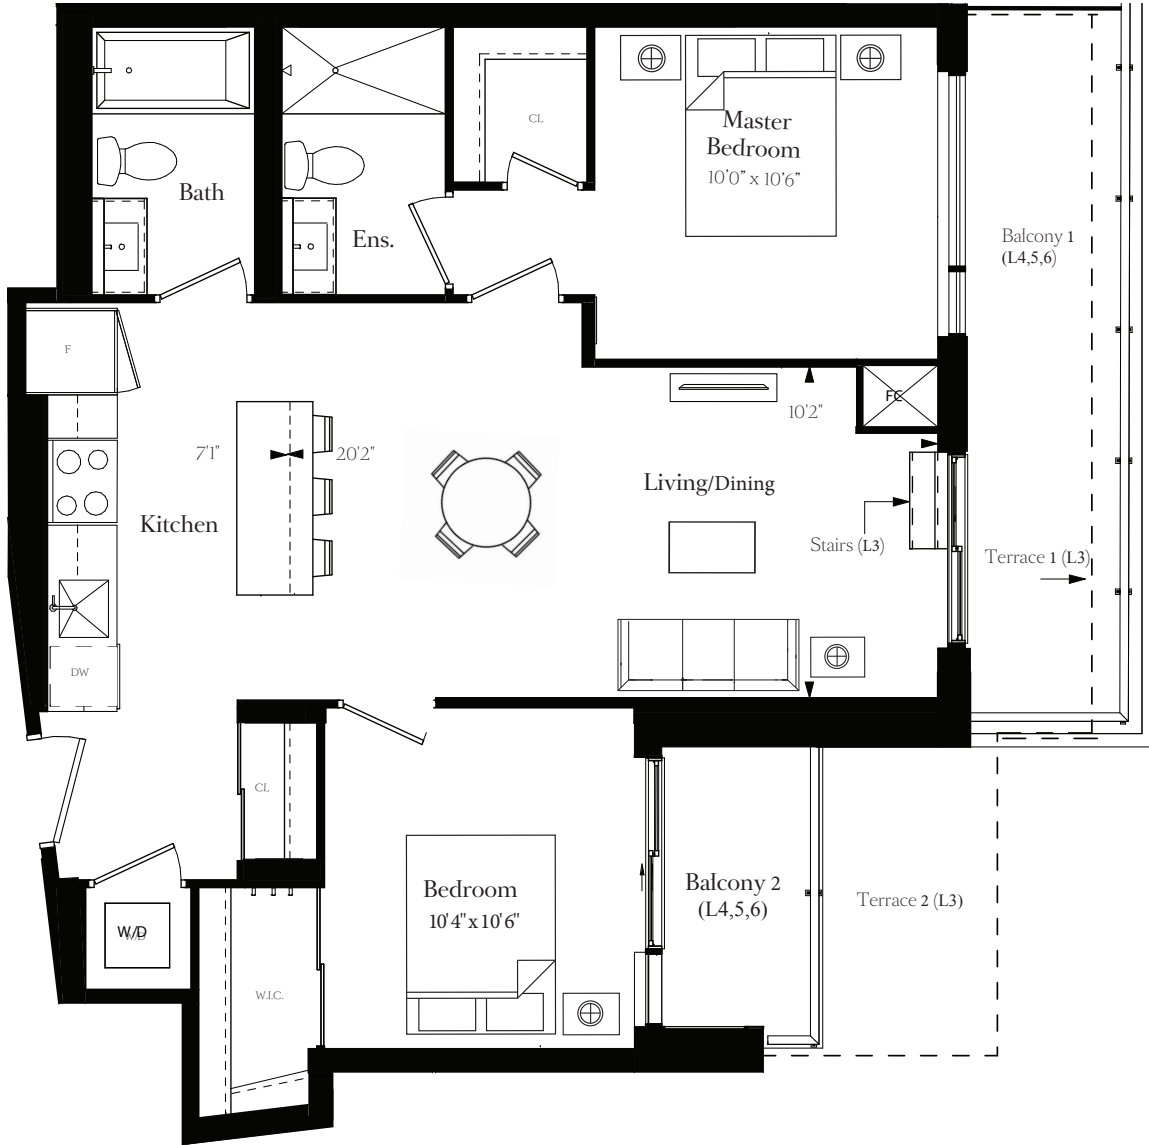 CL
Master
Bedroom
10'0" x 10'6"
Bath
Ens.
Balcony 1
(L4,5,6)
F
FC
10'2"
7'1"
20'2"
Living/Dining
Kitchen
Stairs (L3)
Terrace 1 (L3)
DW
CL
Bedroom
10'4" x 10'6"
Balcony 2
(L4,5,6)
Terrace 2 (L3)
W/D
W.I.C.